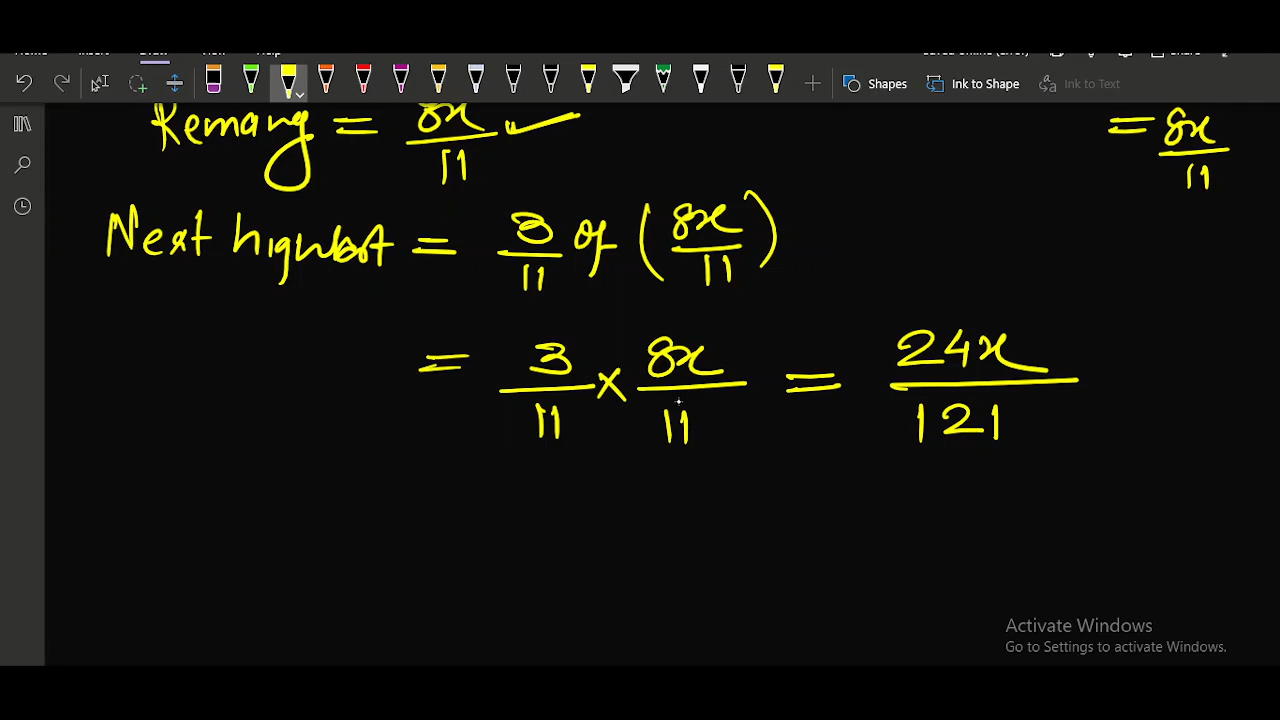 Shapes Ink to Shape Ink to Text
Remang = 8x/11
= 8x/11
Next highest = 3/11 of (8x/11)
= 3/11 × 8x/11 = 24x/121
Activate Windows
Go to Settings to activate Windows.